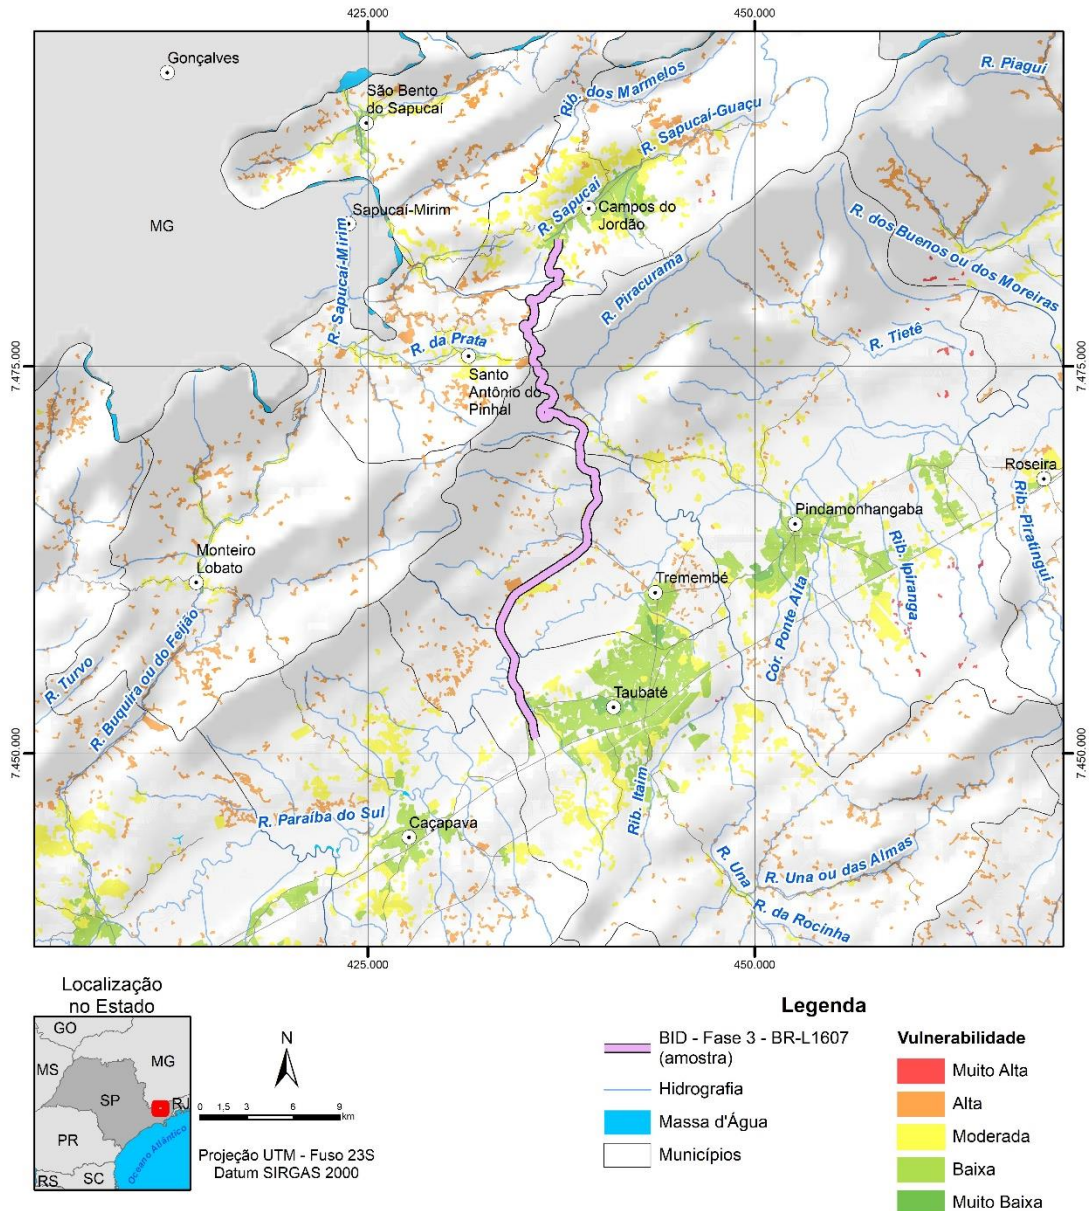 425.000
450.000
Gonçalves
São Bento
do Sapucaí
Rib. dos Marmelos
R. Sapucaí-Guaçu
R. Piagui
MG
Sapucaí-Mirim
R. Sapucaí
Campos do
Jordão
R. dos Buenos ou dos Moreiras
R. Sapucaí-Mirim
R. Piracurama
R. Tietê
7.475.000
R. da Prata
7.475.000
Santo
Antônio do
Pinhal
Roseira
Pindamonhangaba
Rib. Piratingui
Rib. Ipiranga
Monteiro
Lobato
Tremembé
Cór. Ponte Alta
R. Turvo
R. Buquira ou do Feijão
Taubaté
7.450.000
7.450.000
Rib. Itaim
R. Paraíba do Sul
Caçapava
R. Una
R. Una ou das Almas
R. da Rocinha
425.000
450.000
Localização
no Estado
GO
MS
MG
SP
RJ
PR
Oceano Atlântico
RS
SC
N
0 1,5 3 6 9
km
Projeção UTM - Fuso 23S
Datum SIRGAS 2000
Legenda
BID - Fase 3 - BR-L1607
(amostra)
Hidrografia
Massa d'Água
Municípios
Vulnerabilidade
Muito Alta
Alta
Moderada
Baixa
Muito Baixa